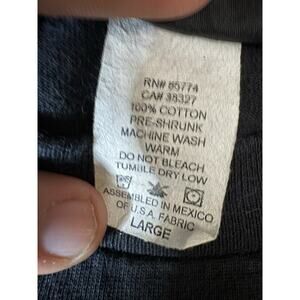 RN# 65774
CA# 38327
100% COTTON
PRE-SHRUNK
MACHINE WASH
WARM
DO NOT BLEACH
TUMBLE DRY LOW
ASSEMBLED IN MEXICO
OF U.S.A. FABRIC
LARGE